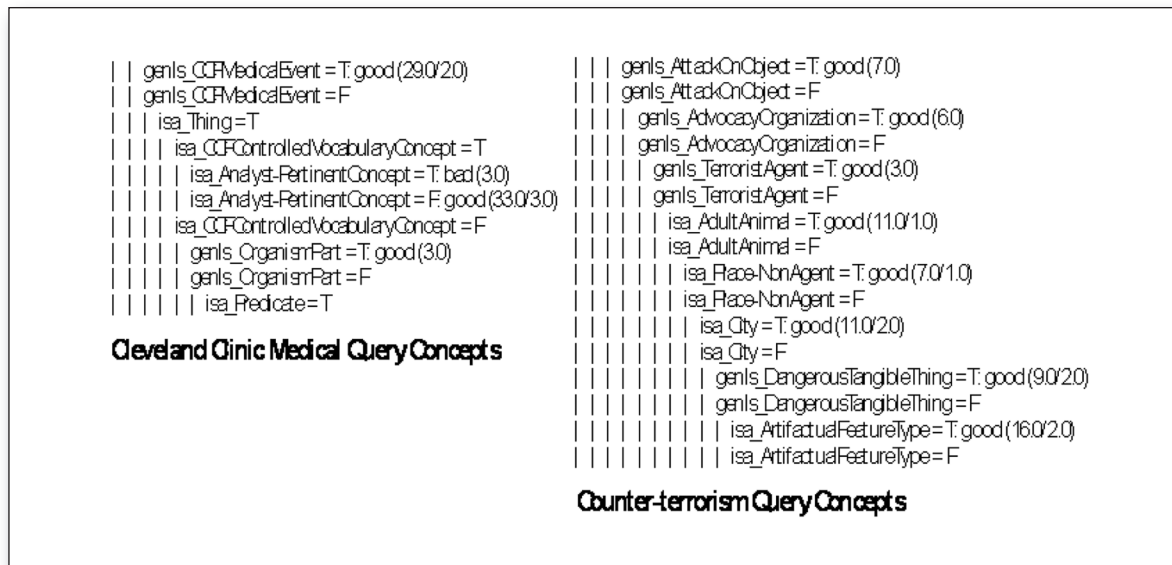 | | genls_CCFMedicalEvent = T: good (29.0/2.0)
| | genls_CCFMedicalEvent = F
| | | isa_Thing = T
| | | | isa_CCFControlledVocabularyConcept = T
| | | | | isa_Analyst-PertinentConcept = T: bad (3.0)
| | | | | isa_Analyst-PertinentConcept = F: good (33.0/3.0)
| | | | isa_CCFControlledVocabularyConcept = F
| | | | | genls_OrganismPart = T: good (3.0)
| | | | | genls_OrganismPart = F
| | | | | | isa_Predicate = T
Cleveland Clinic Medical Query Concepts
| | | genls_AttackOnObject = T: good (7.0)
| | | genls_AttackOnObject = F
| | | | genls_AdvocacyOrganization = T: good (6.0)
| | | | genls_AdvocacyOrganization = F
| | | | | genls_TerroristAgent = T: good (3.0)
| | | | | genls_TerroristAgent = F
| | | | | | isa_AdultAnimal = T: good (11.0/1.0)
| | | | | | isa_AdultAnimal = F
| | | | | | | isa_Place-NonAgent = T: good (7.0/1.0)
| | | | | | | isa_Place-NonAgent = F
| | | | | | | | isa_City = T: good (11.0/2.0)
| | | | | | | | isa_City = F
| | | | | | | | | genls_DangerousTangibleThing = T: good (9.0/2.0)
| | | | | | | | | genls_DangerousTangibleThing = F
| | | | | | | | | | isa_ArtifactualFeatureType = T: good (16.0/2.0)
| | | | | | | | | | isa_ArtifactualFeatureType = F
Counter-terrorism Query Concepts